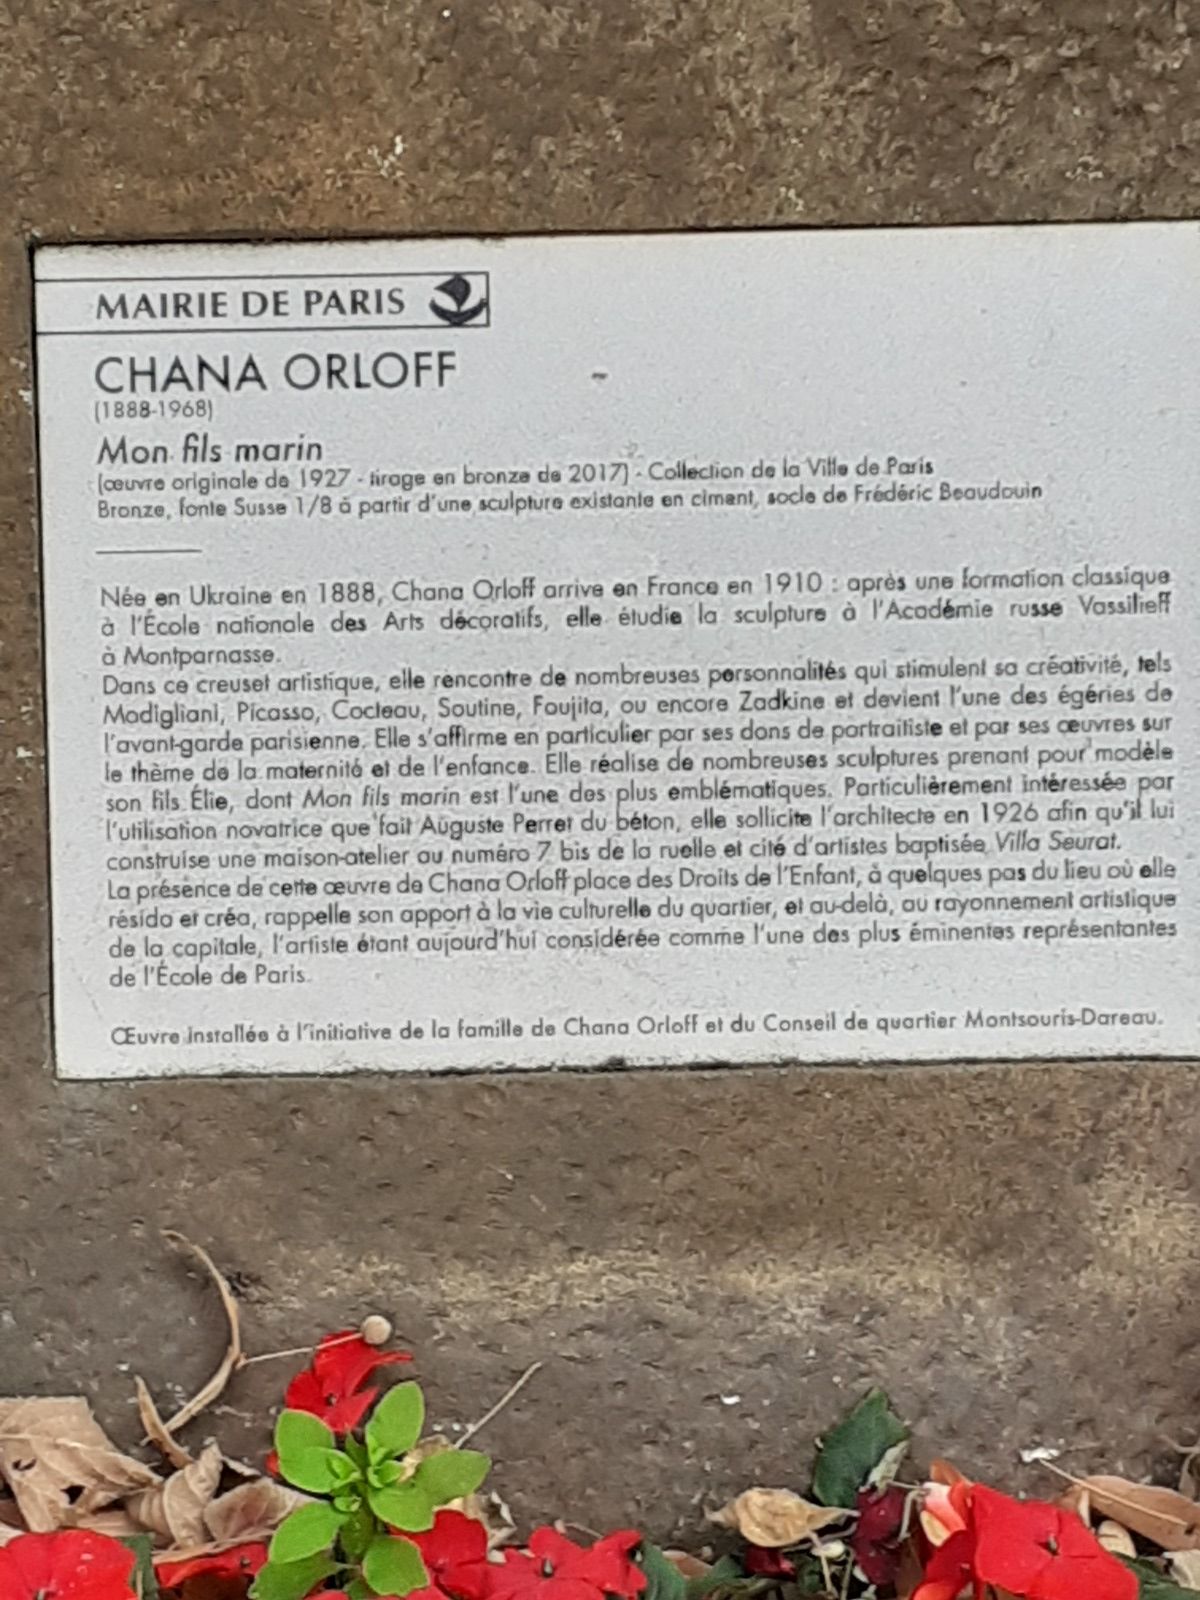 MAIRIE DE PARIS
CHANA ORLOFF
(1888-1968)
Mon fils marin
(œuvre originale de 1927 - tirage en bronze de 2017) - Collection de la Ville de Paris
Bronze, fonte Susse 1/8 à partir d'une sculpture existante en ciment, socle de Frédéric Beaudouin
Née en Ukraine en 1888, Chana Orloff arrive en France en 1910 : après une formation classique
à l'École nationale des Arts décoratifs, elle étudie la sculpture à l'Académie russe Vassilieff
à Montparnasse.
Dans ce creuset artistique, elle rencontre de nombreuses personnalités qui stimulent sa créativité, tels
Modigliani, Picasso, Cocteau, Soutine, Foujita, ou encore Zadkine et devient l'une des égéries de
l'avant-garde parisienne. Elle s'affirme en particulier par ses dons de portraitiste et par ses œuvres sur
le thème de la maternité et de l'enfance. Elle réalise de nombreuses sculptures prenant pour modèle
son fils Élie, dont Mon fils marin est l'une des plus emblématiques. Particulièrement intéressée par
l'utilisation novatrice que fait Auguste Perret du béton, elle sollicite l'architecte en 1926 afin qu'il lui
construise une maison-atelier au numéro 7 bis de la ruelle et cité d'artistes baptisée Villa Seurat.
La présence de cette œuvre de Chana Orloff place des Droits de l'Enfant, à quelques pas du lieu où elle
résida et créa, rappelle son apport à la vie culturelle du quartier, et au-delà, au rayonnement artistique
de la capitale, l'artiste étant aujourd'hui considérée comme l'une des plus éminentes représentantes
de l'École de Paris.
Œuvre installée à l'initiative de la famille de Chana Orloff et du Conseil de quartier Montsouris-Dareau.